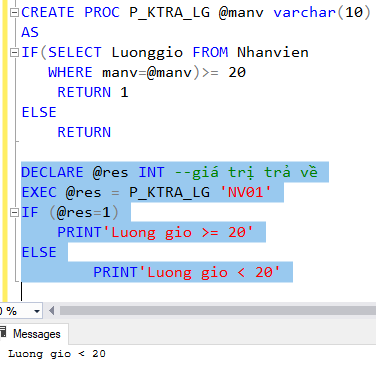 CREATE PROC P_KTRA_LG @manv varchar(10)
AS
IF(SELECT Luonggio FROM Nhanvien
WHERE manv=@manv)>= 20
RETURN 1
ELSE
RETURN
DECLARE @res INT --giá trị trả về
EXEC @res = P_KTRA_LG 'NV01'
IF (@res=1)
PRINT'Luong gio >= 20'
ELSE
PRINT'Luong gio < 20'
0 %
Messages
Luong gio < 20